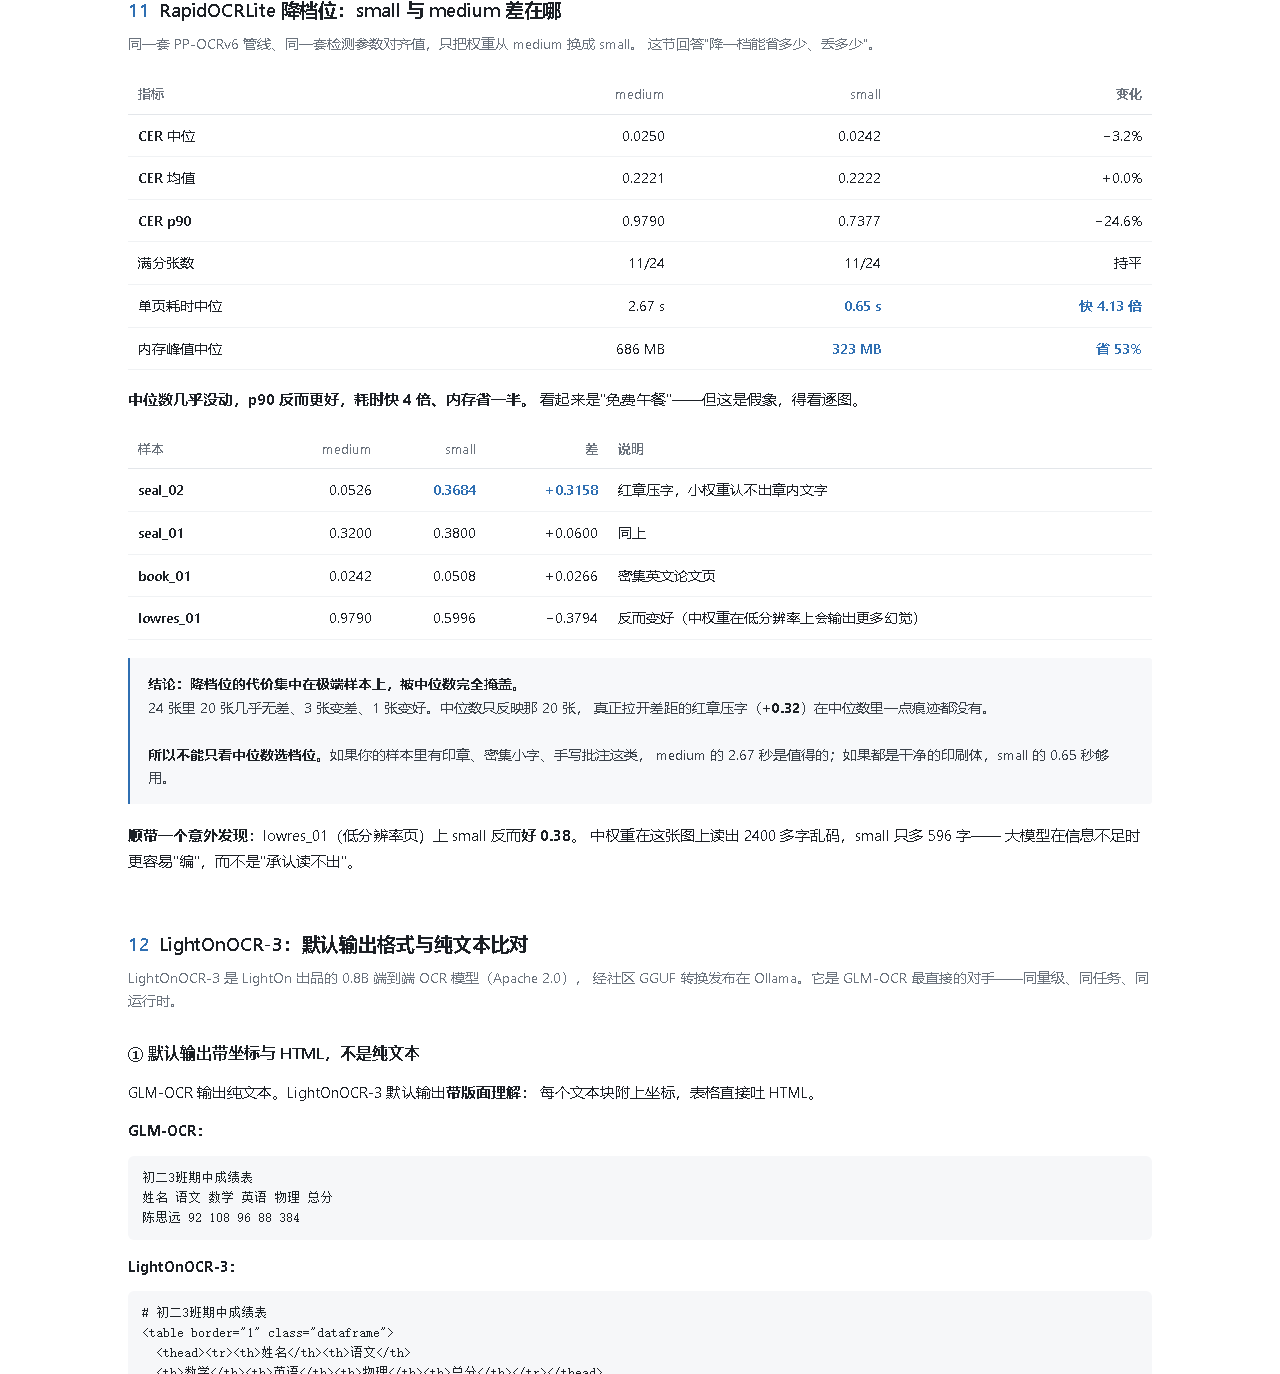 11 RapidOCRLite 降档位：small 与 medium 差在哪
同一套 PP-OCRv6 管线、同一套检测参数对齐值，只把权重从 medium 换成 small。 这节回答"降一档能省多少、丢多少"。
指标 medium small 变化
CER 中位 0.0250 0.0242 −3.2%
CER 均值 0.2221 0.2222 +0.0%
CER p90 0.9790 0.7377 −24.6%
满分张数 11/24 11/24 持平
单页耗时中位 2.67 s 0.65 s 快 4.13 倍
内存峰值中位 686 MB 323 MB 省 53%
中位数几乎没动，p90 反而更好，耗时快 4 倍、内存省一半。 看起来是"免费午餐"——但这是假象，得看逐图。
样本 medium small 差 说明
seal_02 0.0526 0.3684 +0.3158 红章压字，小权重认不出章内文字
seal_01 0.3200 0.3800 +0.0600 同上
book_01 0.0242 0.0508 +0.0266 密集英文论文页
lowres_01 0.9790 0.5996 −0.3794 反而变好（中权重在低分辨率上会输出更多幻觉）
结论：降档位的代价集中在极端样本上，被中位数完全掩盖。
24 张里 20 张几乎无差、3 张变差、1 张变好。中位数只反映那 20 张， 真正拉开差距的红章压字（+0.32）在中位数里一点痕迹都没有。
所以不能只看中位数选档位。如果你的样本里有印章、密集小字、手写批注这类， medium 的 2.67 秒是值得的；如果都是干净的印刷体，small 的 0.65 秒够
用。
顺带一个意外发现：lowres_01（低分辨率页）上 small 反而好 0.38。 中权重在这张图上读出 2400 多字乱码，small 只多 596 字—— 大模型在信息不足时
更容易"编"，而不是"承认读不出"。
12 LightOnOCR-3：默认输出格式与纯文本比对
LightOnOCR-3 是 LightOn 出品的 0.8B 端到端 OCR 模型（Apache 2.0）， 经社区 GGUF 转换发布在 Ollama。它是 GLM-OCR 最直接的对手——同量级、同任务、同
运行时。
① 默认输出带坐标与 HTML，不是纯文本
GLM-OCR 输出纯文本。LightOnOCR-3 默认输出带版面理解： 每个文本块附上坐标，表格直接吐 HTML。
GLM-OCR：
初二3班期中成绩表
姓名 语文 数学 英语 物理 总分
陈思远 92 108 96 88 384
LightOnOCR-3：
# 初二3班期中成绩表
<table border="1" class="dataframe">
<thead><tr><th>姓名</th><th>语文</th>
<th>数学</th><th>英语</th><th>物理</th><th>总分</th></tr></thead>